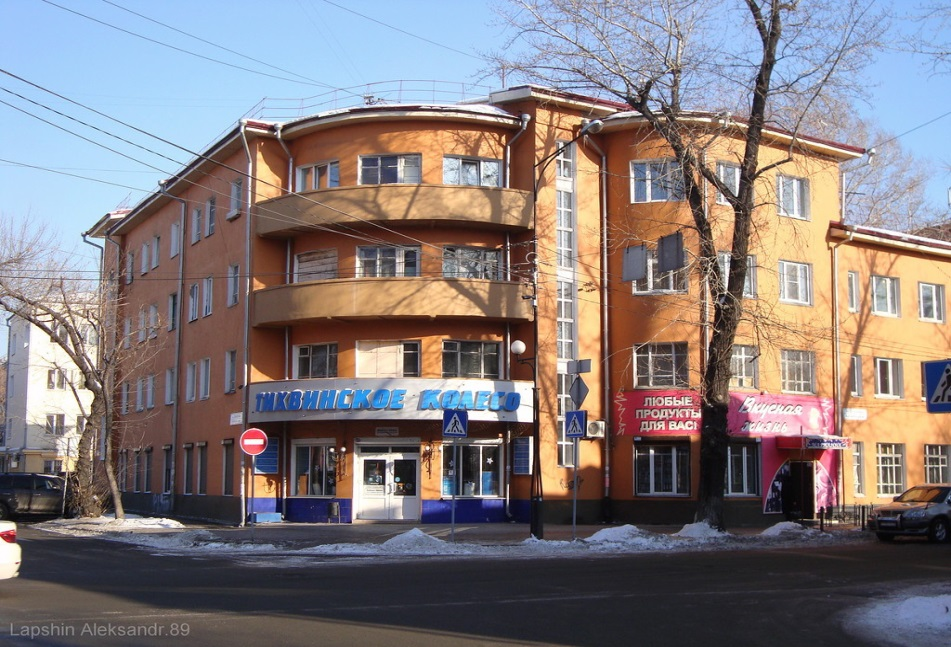 ТИХВИНСКОЕ КОЛЕСО
ЛЮБЫЕ
ПРОДУКТЫ
ДЛЯ ВАС!
Вкусная
жизнь
Lapshin Aleksandr.89